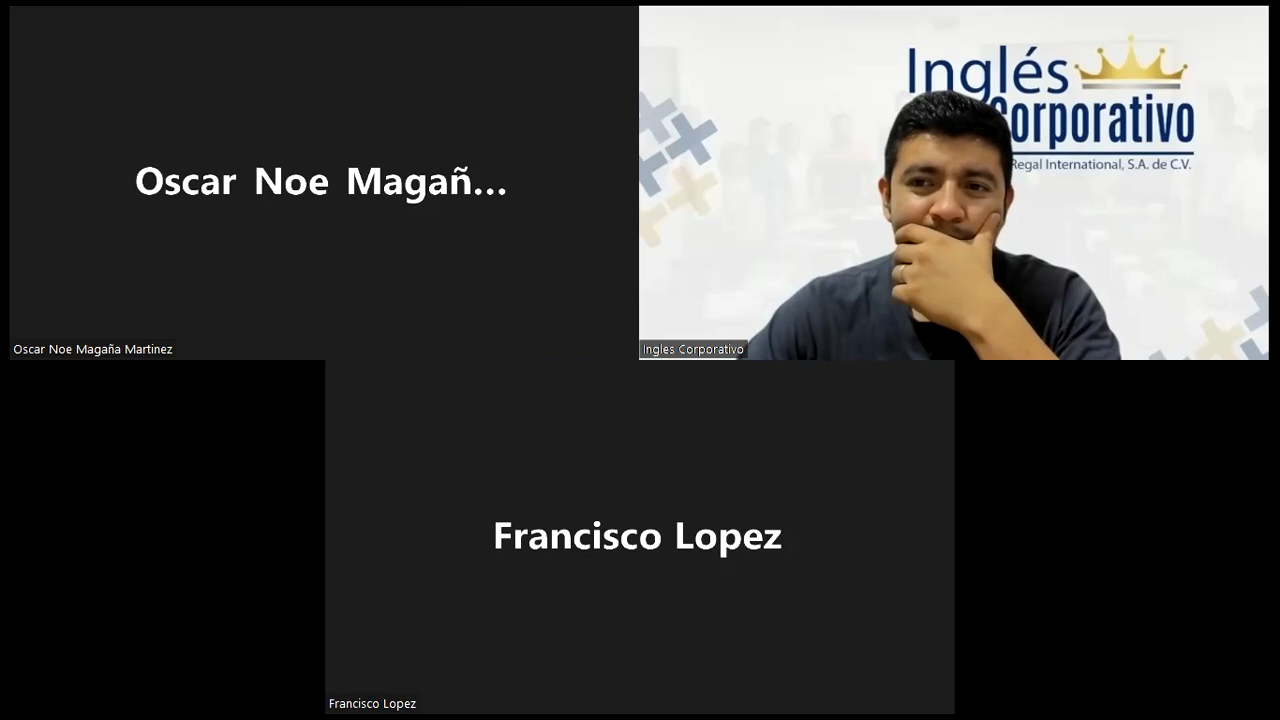 Oscar Noe Magañ...
Oscar Noe Magaña Martinez
Inglés
Corporativo
Regal International, S.A. de C.V.
Ingles Corporativo
Francisco Lopez
Francisco Lopez